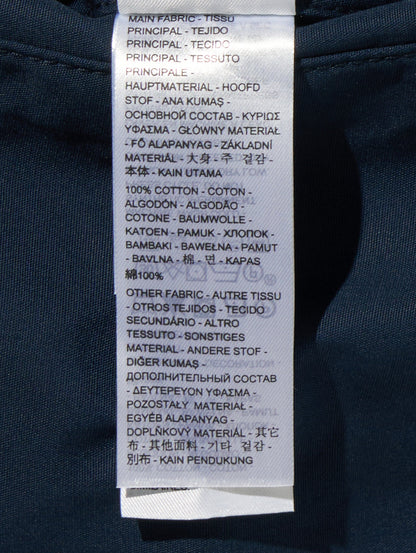 MAIN FABRIC - TISSU
PRINCIPAL - TEJIDO
PRINCIPAL - TECIDO
PRINCIPAL - TESSUTO
PRINCIPALE -
HAUPTMATERIAL - HOOFD
STOF - ANA KUMAŞ -
ОСНОВНОЙ СОСТАВ - ΚΥΡΙΩΣ
ΥΦΑΣΜΑ - GŁÓWNY MATERIAŁ
- FŐ ALAPANYAG - ZÁKLADNÍ
MATERIÁL - 大身 - 주 겉감 -
本体 - KAIN UTAMA
100% COTTON - COTON -
ALGODÓN - ALGODÃO -
COTONE - BAUMWOLLE -
KATOEN - PAMUK - ХЛОПОК -
ΒΑΜΒΑΚΙ - BAWEŁNA - PAMUT
- BAVLNA - 棉 - 면 - KAPAS
綿100%
OTHER FABRIC - AUTRE TISSU
- OTROS TEJIDOS - TECIDO
SECUNDÁRIO - ALTRO
TESSUTO - SONSTIGES
MATERIAL - ANDERE STOF -
DIĞER KUMAŞ -
ДОПОЛНИТЕЛЬНЫЙ СОСТАВ
- ΔΕΥΤΕΡΕΥΟΝ ΥΦΑΣΜΑ -
POZOSTAŁY MATERIAŁ -
EGYÉB ALAPANYAG -
DOPLŇKOVÝ MATERIÁL - 其它
布 - 其他面料 - 기타 겉감 -
別布 - KAIN PENDUKUNG